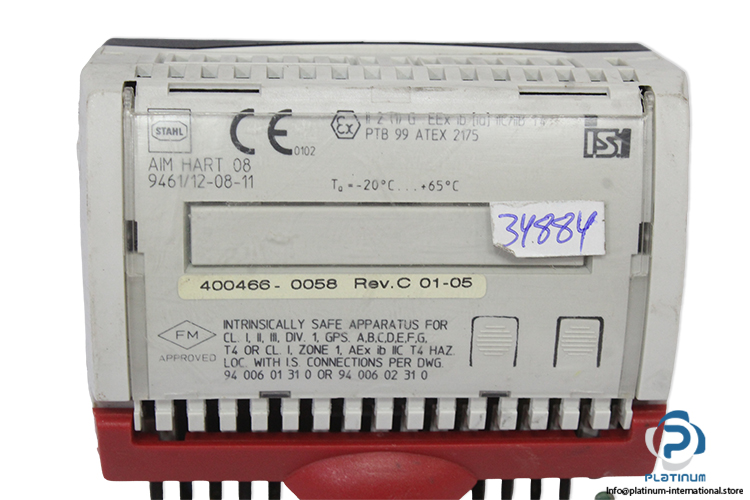 STAHL
CE 0102
Ex II 2 (1) G EEx ib [ia] IIC/IIB T4
PTB 99 ATEX 2175
i.s.1
AIM HART 08
9461/12-08-11
Ta = -20°C ... +65°C
34884
400466 - 0058 Rev.C 01-05
FM
APPROVED
INTRINSICALLY SAFE APPARATUS FOR
CL. I, II, III, DIV. 1, GPS. A,B,C,D,E,F,G,
T4 OR CL. I, ZONE 1, AEx ib IIC T4 HAZ.
LOC. WITH I.S. CONNECTIONS PER DWG.
94 006 01 31 0 OR 94 006 02 31 0
PLATINUM
Info@platinum-international.store